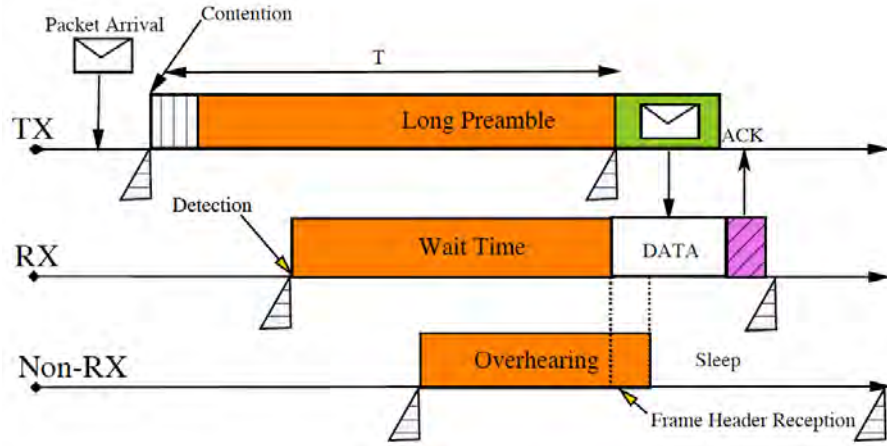 Packet Arrival
Contention
T
TX
Long Preamble
ACK
Detection
RX
Wait Time
DATA
Non-RX
Overhearing
Sleep
Frame Header Reception